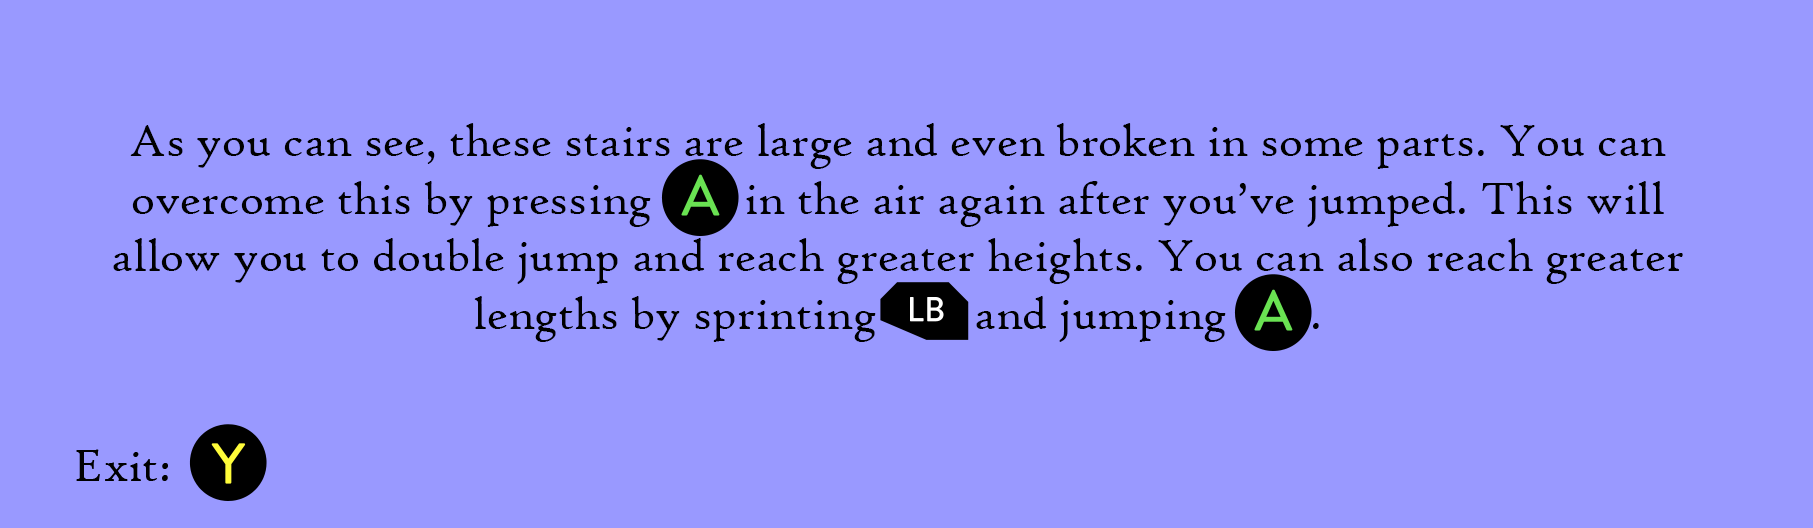 As you can see, these stairs are large and even broken in some parts. You can
overcome this by pressing A in the air again after you’ve jumped. This will
allow you to double jump and reach greater heights. You can also reach greater
lengths by sprinting LB and jumping A.
Exit: Y